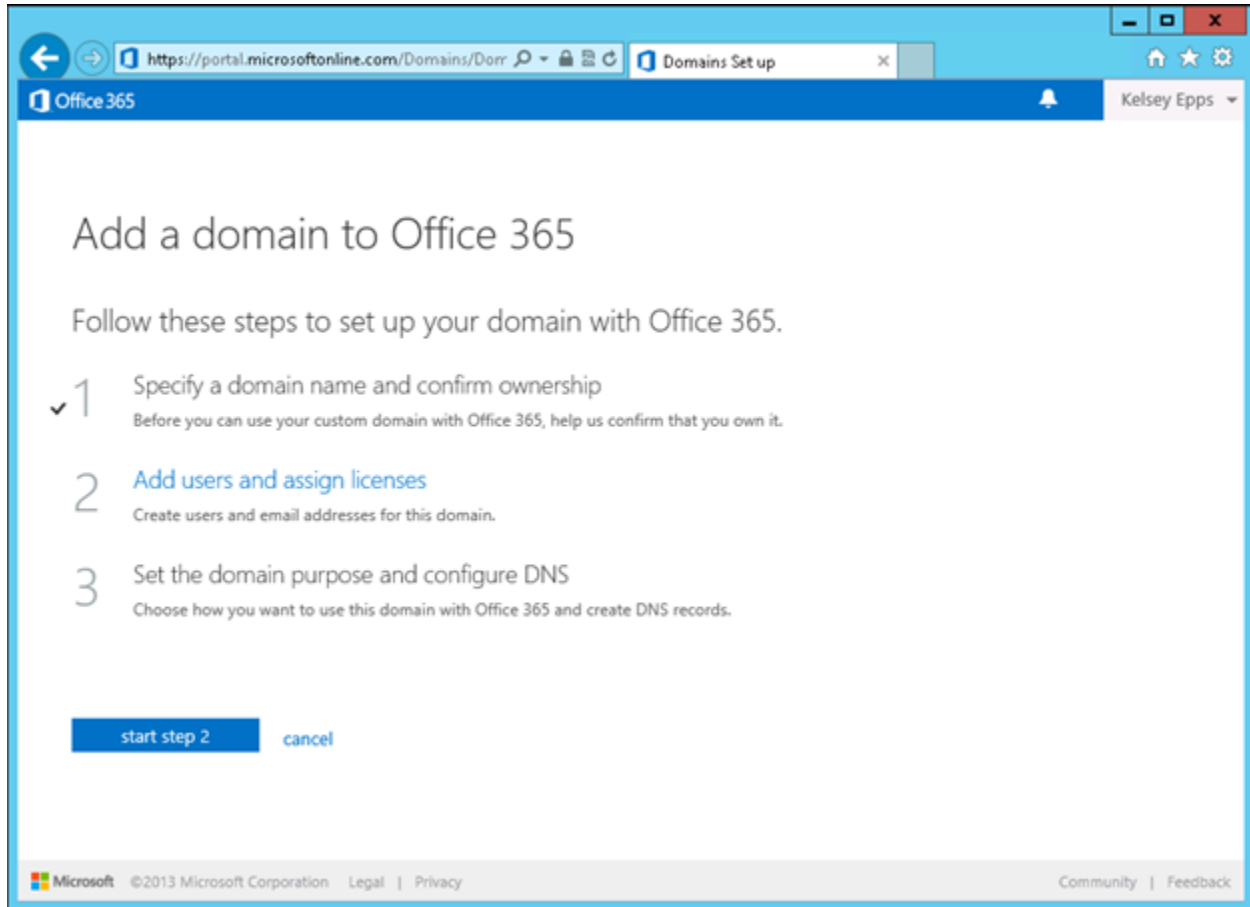 https://portal.microsoftonline.com/Domains/Dorr
Domains Set up
Office 365
Kelsey Epps
Add a domain to Office 365
Follow these steps to set up your domain with Office 365.
1
Specify a domain name and confirm ownership
Before you can use your custom domain with Office 365, help us confirm that you own it.
2
Add users and assign licenses
Create users and email addresses for this domain.
3
Set the domain purpose and configure DNS
Choose how you want to use this domain with Office 365 and create DNS records.
start step 2 cancel
Microsoft ©2013 Microsoft Corporation Legal | Privacy Community | Feedback